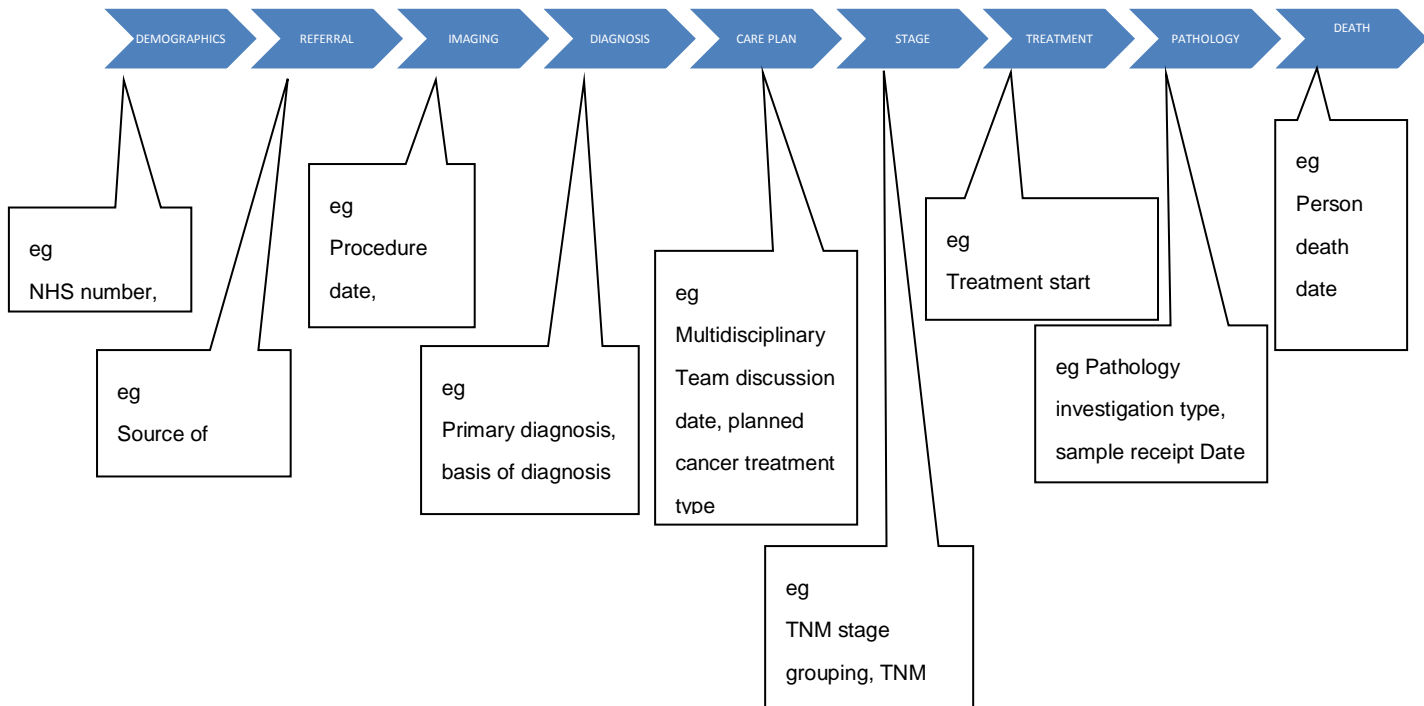 DEMOGRAPHICS
REFERRAL
IMAGING
DIAGNOSIS
CARE PLAN
STAGE
TREATMENT
PATHOLOGY
DEATH
eg
NHS number,
eg
Source of
eg
Procedure
date,
eg
Primary diagnosis,
basis of diagnosis
eg
Multidisciplinary
Team discussion
date, planned
cancer treatment
type
eg
TNM stage
grouping, TNM
eg
Treatment start
eg Pathology
investigation type,
sample receipt Date
eg
Person
death
date